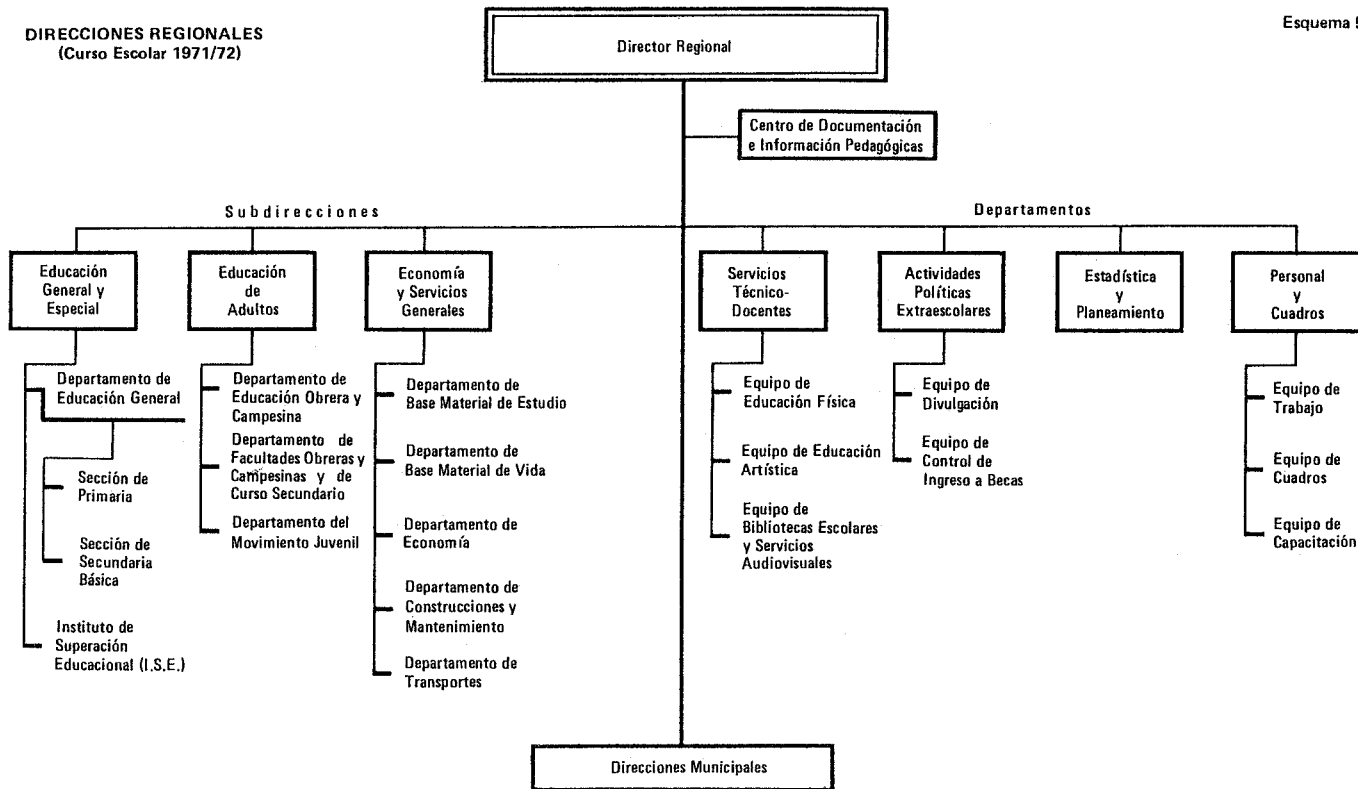 DIRECCIONES REGIONALES
(Curso Escolar 1971/72)
Esquema 5
Director Regional
Centro de Documentación
e Información Pedagógicas
Subdirecciones
Departamentos
Educación
General y
Especial
Educación
de
Adultos
Economía
y Servicios
Generales
Servicios
Técnico-
Docentes
Actividades
Políticas
Extraescolares
Estadística
y
Planeamiento
Personal
y
Cuadros
Departamento de
Educación General
Sección de
Primaria
Sección de
Secundaria
Básica
Instituto de
Superación
Educacional (I.S.E.)
Departamento de
Educación Obrera y
Campesina
Departamento de
Facultades Obreras y
Campesinas y de
Curso Secundario
Departamento del
Movimiento Juvenil
Departamento de
Base Material de Estudio
Departamento de
Base Material de Vida
Departamento de
Economía
Departamento de
Construcciones y
Mantenimiento
Departamento de
Transportes
Equipo de
Educación Física
Equipo de Educación
Artística
Equipo de
Bibliotecas Escolares
y Servicios
Audiovisuales
Equipo de
Divulgación
Equipo de
Control de
Ingreso a Becas
Equipo de
Trabajo
Equipo de
Cuadros
Equipo de
Capacitación
Direcciones Municipales